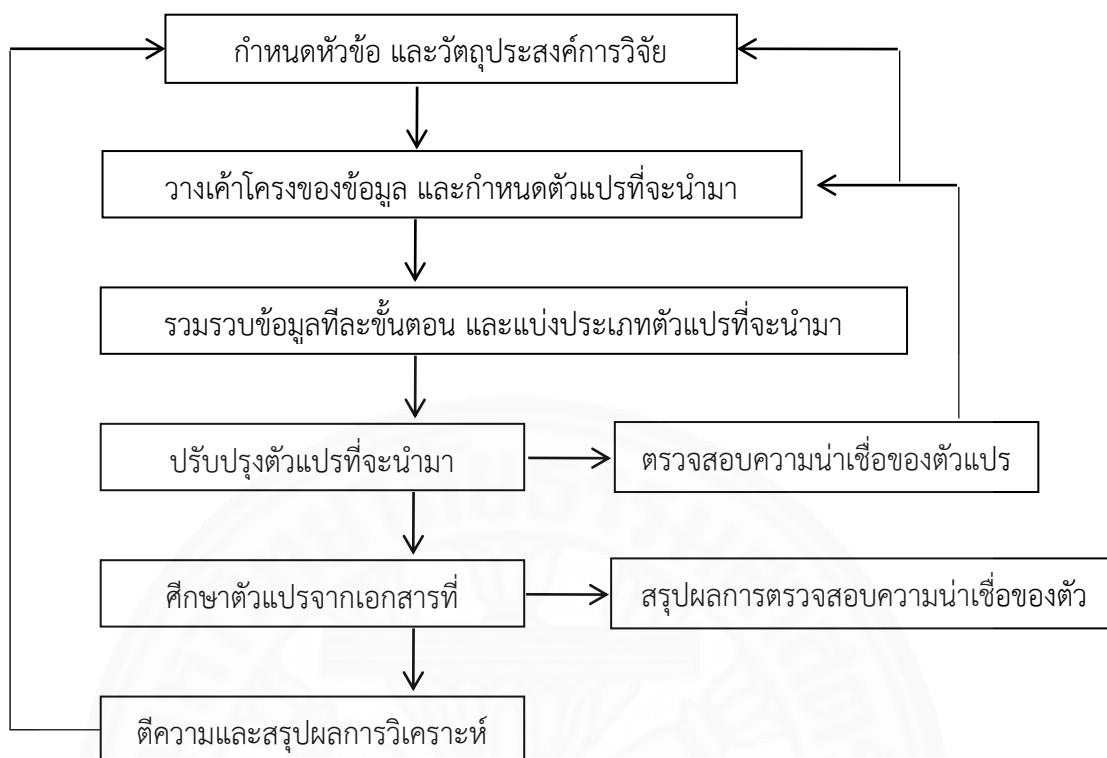 กำหนดหัวข้อ และวัตถุประสงค์การวิจัย
วางเค้าโครงของข้อมูล และกำหนดตัวแปรที่จะนำมา
รวมรวบข้อมูลทีละขั้นตอน และแบ่งประเภทตัวแปรที่จะนำมา
ปรับปรุงตัวแปรที่จะนำมา
ตรวจสอบความน่าเชื่อของตัวแปร
ศึกษาตัวแปรจากเอกสารที่
สรุปผลการตรวจสอบความน่าเชื่อของตัว
ตีความและสรุปผลการวิเคราะห์